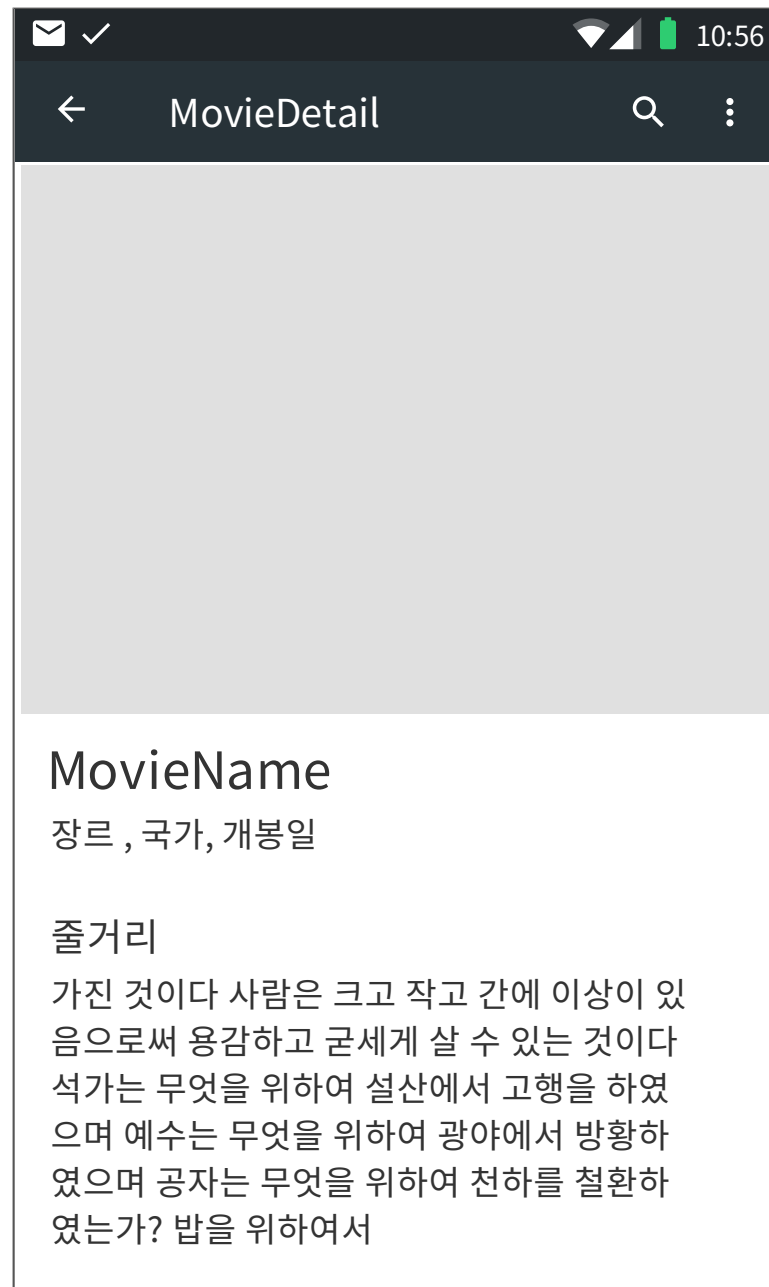 10:56
MovieDetail
MovieName
장르 , 국가, 개봉일
줄거리
가진 것이다 사람은 크고 작고 간에 이상이 있
음으로써 용감하고 굳세게 살 수 있는 것이다
석가는 무엇을 위하여 설산에서 고행을 하였
으며 예수는 무엇을 위하여 광야에서 방황하
였으며 공자는 무엇을 위하여 천하를 철환하
였는가? 밥을 위하여서